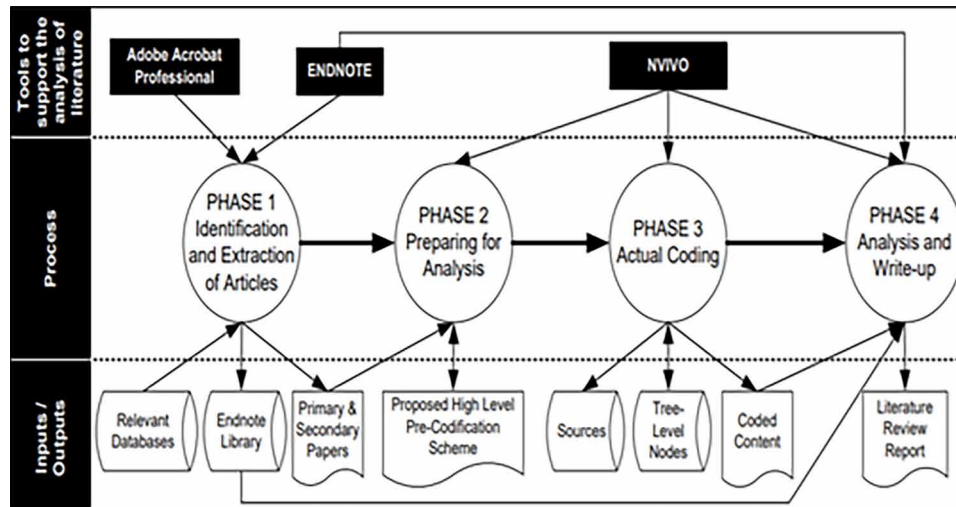 Tools to
support the
analysis of
literature
Adobe Acrobat
Professional
ENDNOTE
NVIVO
Process
PHASE 1
Identification
and Extraction
of Articles
PHASE 2
Preparing for
Analysis
PHASE 3
Actual Coding
PHASE 4
Analysis and
Write-up
Inputs /
Outputs
Relevant
Databases
Endnote
Library
Primary &
Secondary
Papers
Proposed High Level
Pre-Codification
Scheme
Sources
Tree-
Level
Nodes
Coded
Content
Literature
Review
Report